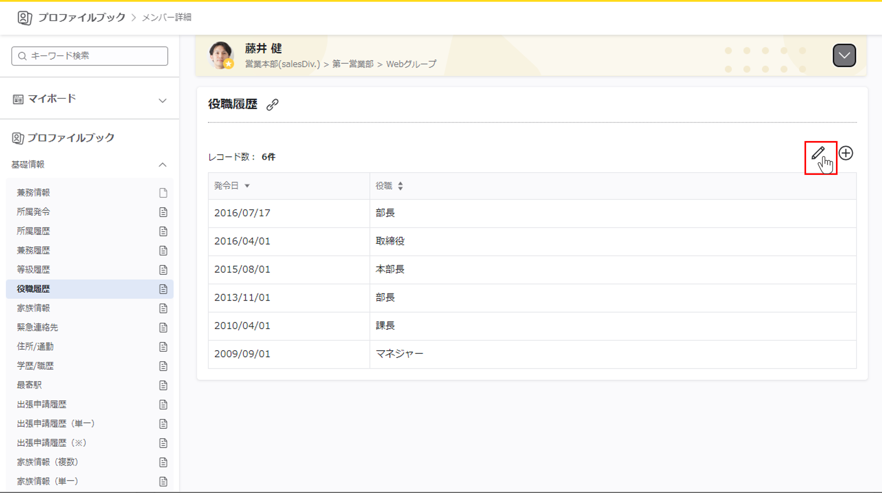 プロファイルブック > メンバー詳細
キーワード検索
マイボード
プロファイルブック
基礎情報
兼務情報
所属発令
所属履歴
兼務履歴
等級履歴
役職履歴
家族情報
緊急連絡先
住所/通勤
学歴/職歴
最寄駅
出張申請履歴
出張申請履歴（単一）
出張申請履歴（※）
家族情報（複数）
家族情報（単一）
藤井 健
営業本部(salesDiv.) > 第一営業部 > Webグループ
役職履歴
レコード数： 6件
発令日 役職
2016/07/17 部長
2016/04/01 取締役
2015/08/01 本部長
2013/11/01 部長
2010/04/01 課長
2009/09/01 マネジャー